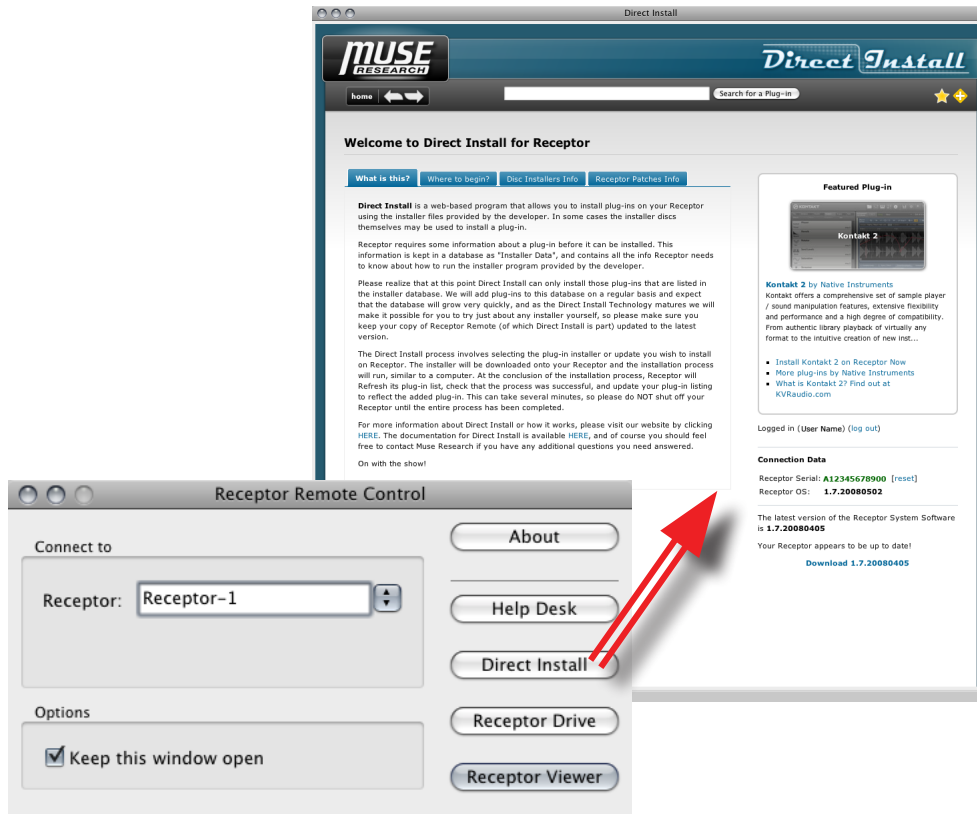 Direct Install
MUSE
RESEARCH
Direct Install
home
Search for a Plug-in
Welcome to Direct Install for Receptor
What is this?
Where to begin?
Disc Installers Info
Receptor Patches Info
Direct Install is a web-based program that allows you to install plug-ins on your Receptor
using the installer files provided by the developer. In some cases the installer discs
themselves may be used to install a plug-in.
Receptor requires some information about a plug-in before it can be installed. This
information is kept in a database as "Installer Data", and contains all the info Receptor needs
to know about how to run the installer program provided by the developer.
Please realize that at this point Direct Install can only install those plug-ins that are listed in
the installer database. We will add plug-ins to this database on a regular basis and expect
that the database will grow very quickly, and as the Direct Install Technology matures we will
make it possible for you to try just about any installer yourself, so please make sure you
keep your copy of Receptor Remote (of which Direct Install is part) updated to the latest
version.
The Direct Install process involves selecting the plug-in installer or update you wish to install
on Receptor. The installer will be downloaded onto your Receptor and the installation process
will run, similar to a computer. At the conclusion of the installation process, Receptor will
Refresh its plug-in list, check that the process was successful, and update your plug-in listing
to reflect the added plug-in. This can take several minutes, so please do NOT shut off your
Receptor until the entire process has been completed.
For more information about Direct Install or how it works, please visit our website by clicking
HERE. The documentation for Direct Install is available HERE, and of course you should feel
free to contact Muse Research if you have any additional questions you need answered.
On with the show!
Featured Plug-in
Kontakt 2
Kontakt 2 by Native Instruments
Kontakt offers a comprehensive set of sample player
/ sound manipulation features, extensive flexibility
and performance and a high degree of compatibility.
From authentic library playback of virtually any
format to the intuitive creation of new inst...
Install Kontakt 2 on Receptor Now
More plug-ins by Native Instruments
What is Kontakt 2? Find out at
KVRaudio.com
Logged in (User Name) (log out)
Connection Data
Receptor Serial: A12345678900 [reset]
Receptor OS: 1.7.20080502
The latest version of the Receptor System Software
is 1.7.20080405
Your Receptor appears to be up to date!
Download 1.7.20080405
Receptor Remote Control
Connect to
Receptor: Receptor-1
Options
Keep this window open
About
Help Desk
Direct Install
Receptor Drive
Receptor Viewer